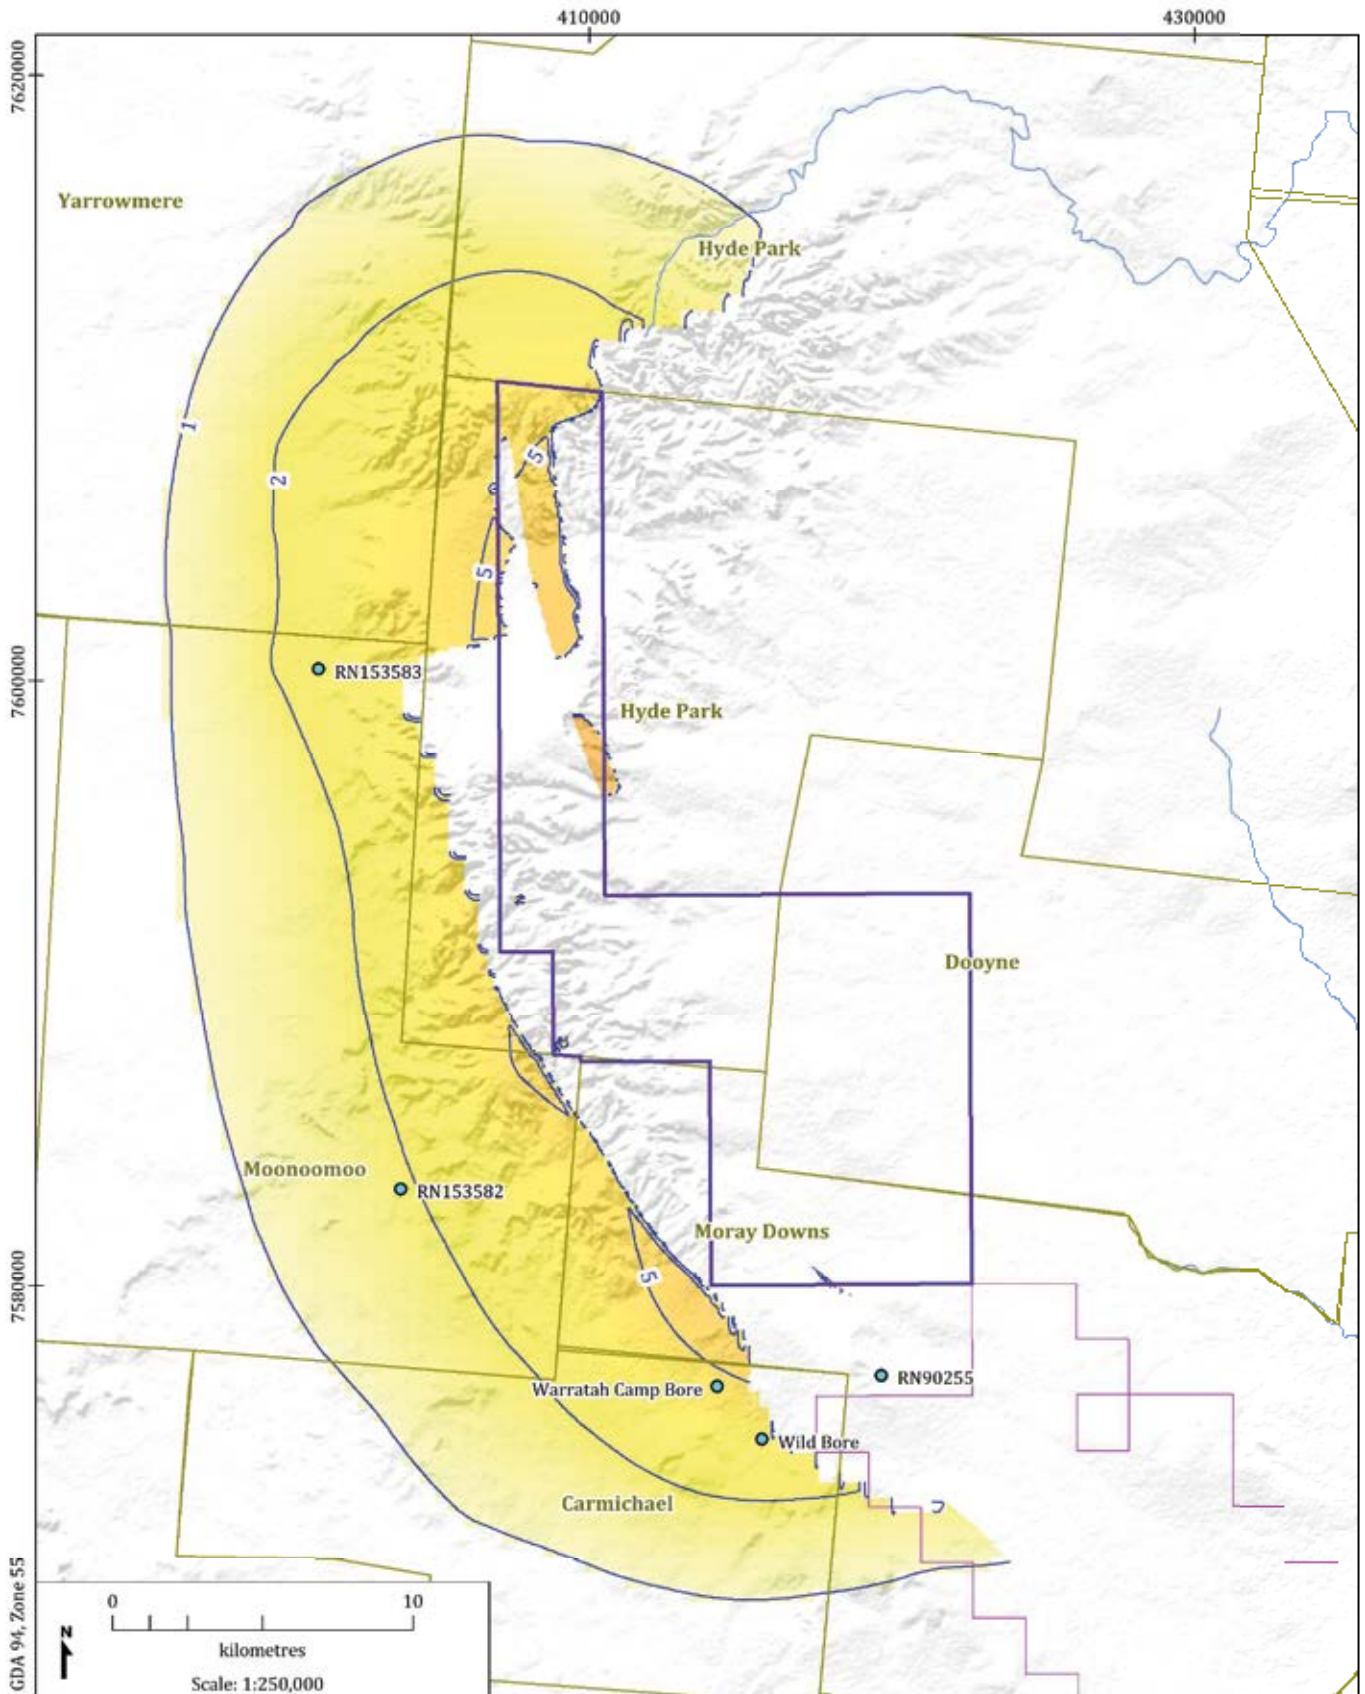 410000
430000
7620000
Yarrowmere
Hyde Park
1
2
5
5
RN153583
7600000
Hyde Park
Dooyne
Moonoomoo
RN153582
Moray Downs
7580000
5
RN90255
Warratah Camp Bore
Wild Bore
Carmichael
GDA 94, Zone 55
0
10
N
kilometres
Scale: 1:250,000